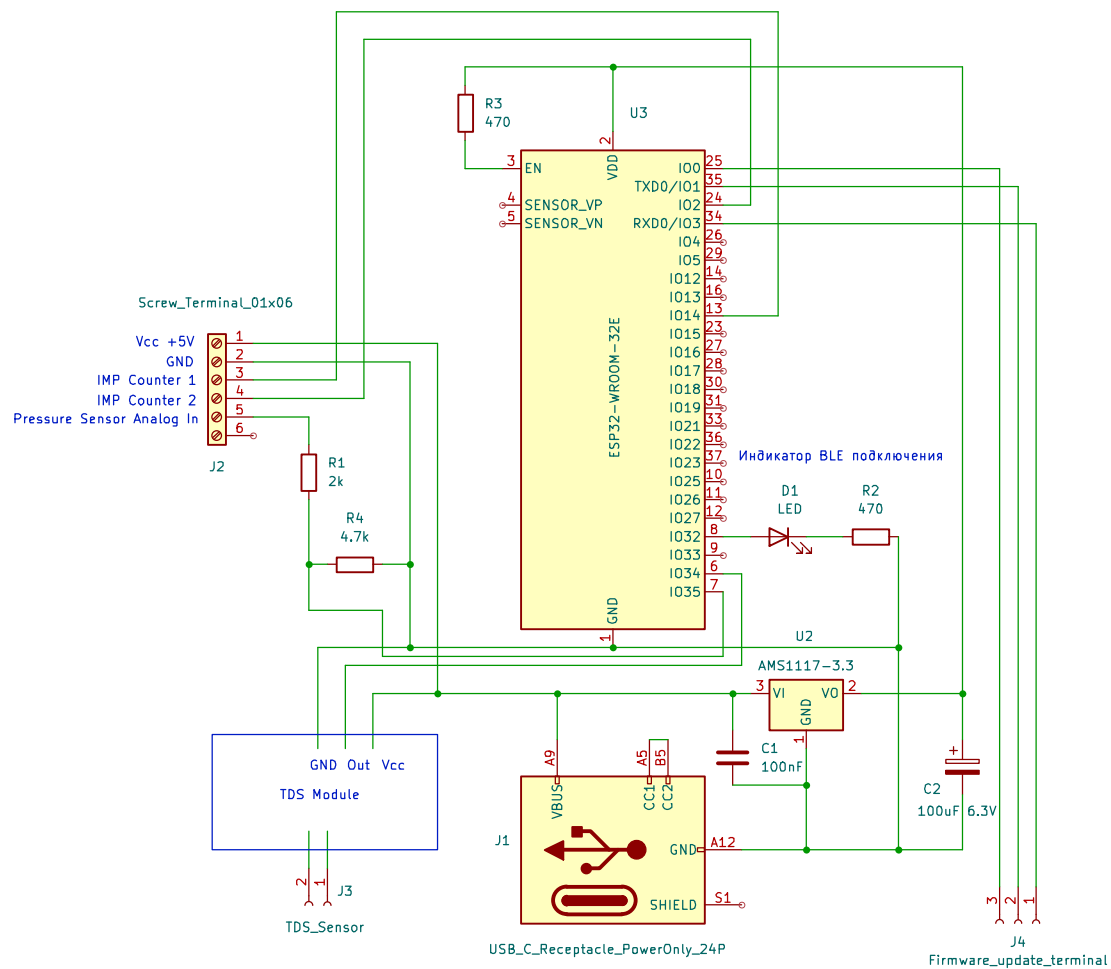 R3
470
U3
2
VDD
3
EN
4
SENSOR_VP
5
SENSOR_VN
IO0
25
TXD0/IO1
35
IO2
24
RXD0/IO3
34
IO4
26
IO5
29
IO12
14
IO13
16
IO14
13
IO15
23
IO16
27
IO17
28
IO18
30
IO19
31
IO21
33
IO22
36
IO23
37
IO25
10
IO26
11
IO27
12
IO32
8
IO33
9
IO34
6
IO35
7
ESP32-WROOM-32E
GND
1
Screw_Terminal_01x06
Vcc +5V
1
GND
2
IMP Counter 1
3
IMP Counter 2
4
Pressure Sensor Analog In
5
6
J2
R1
2k
R4
4.7k
Индикатор BLE подключения
D1
LED
R2
470
U2
AMS1117-3.3
3
VI
VO
2
GND
1
C1
100nF
+
C2
100uF 6.3V
GND Out Vcc
TDS Module
2
1
J3
TDS_Sensor
J1
A9
VBUS
A5
CC1
B5
CC2
GND
A12
SHIELD
S1
USB_C_Receptacle_PowerOnly_24P
3
2
1
J4
Firmware_update_terminal